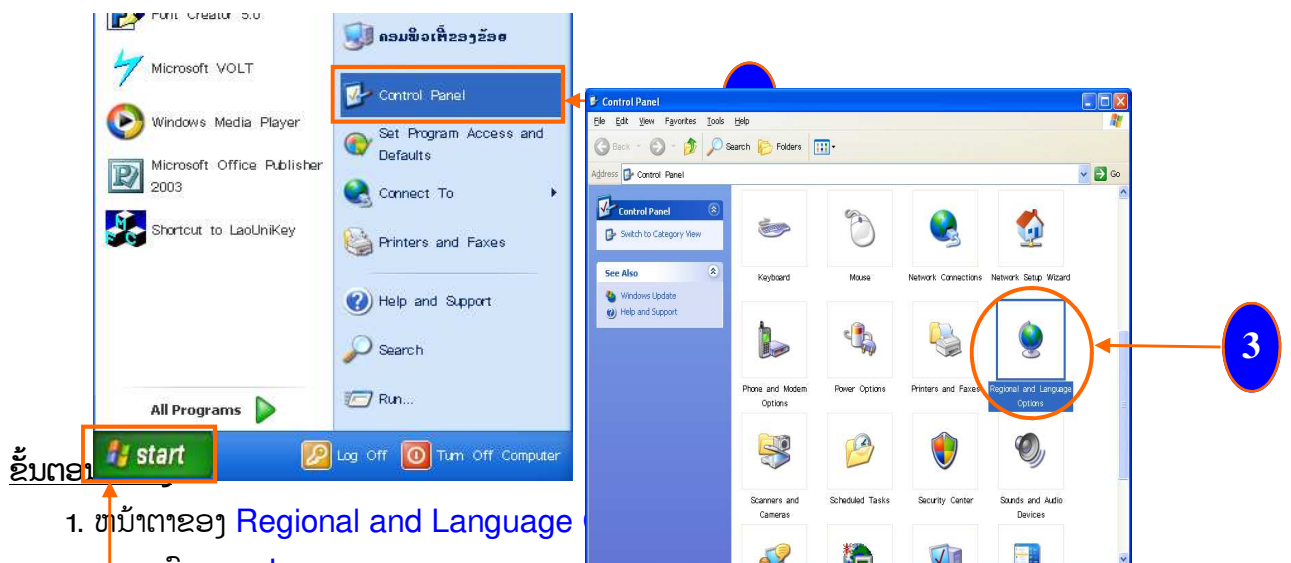 Font Creator 5.0
Microsoft VOLT
Windows Media Player
Microsoft Office Publisher
2003
Shortcut to LaoUniKey
All Programs
ຄອມພິວເຕີ້ຂອງຂ້ອຍ
Control Panel
Set Program Access and
Defaults
Connect To
Printers and Faxes
Help and Support
Search
Run...
start
Log Off
Turn Off Computer
Control Panel
File Edit View Favorites Tools Help
Back Search Folders
Address Control Panel Go
Control Panel
Switch to Category View
See Also
Windows Update
Help and Support
Keyboard Mouse Network Connections Network Setup Wizard
Phone and Modem
Options
Power Options
Printers and Faxes
Regional and Language
Options
Scanners and
Cameras
Scheduled Tasks
Security Center
Sounds and Audio
Devices
3
ຂັ້ນຕອນ
1. ຫນ້າຕາຂອງ Regional and Language